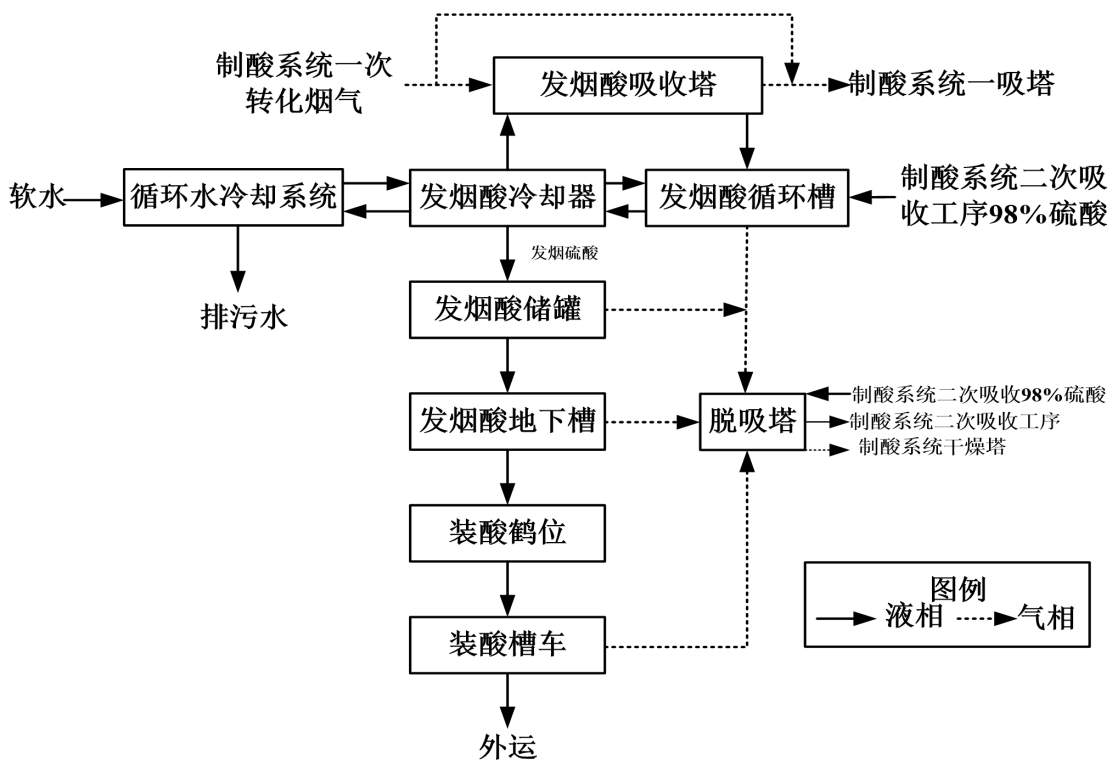 制酸系统一次
转化烟气
发烟酸吸收塔
制酸系统一吸塔
软水
循环水冷却系统
发烟酸冷却器
发烟酸循环槽
制酸系统二次吸
收工序98%硫酸
发烟硫酸
排污水
发烟酸储罐
发烟酸地下槽
脱吸塔
制酸系统二次吸收98%硫酸
制酸系统二次吸收工序
制酸系统干燥塔
装酸鹤位
图例
液相
气相
装酸槽车
外运